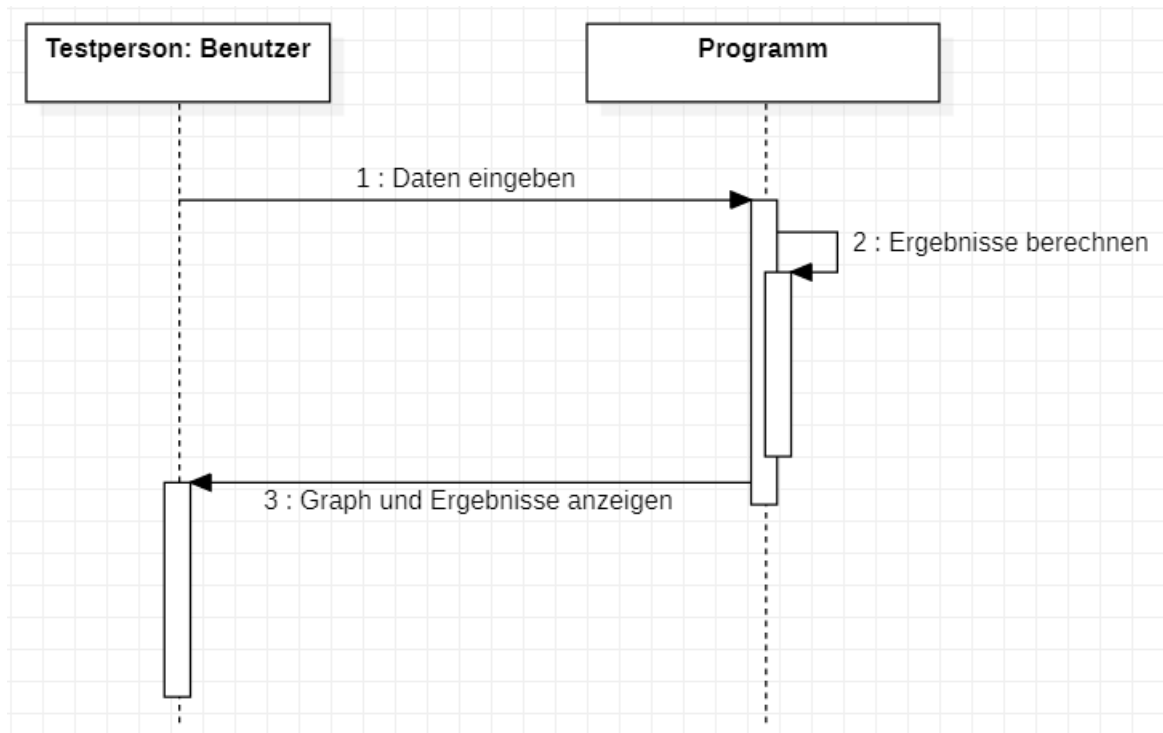 Testperson: Benutzer
Programm
1 : Daten eingeben
2 : Ergebnisse berechnen
3 : Graph und Ergebnisse anzeigen